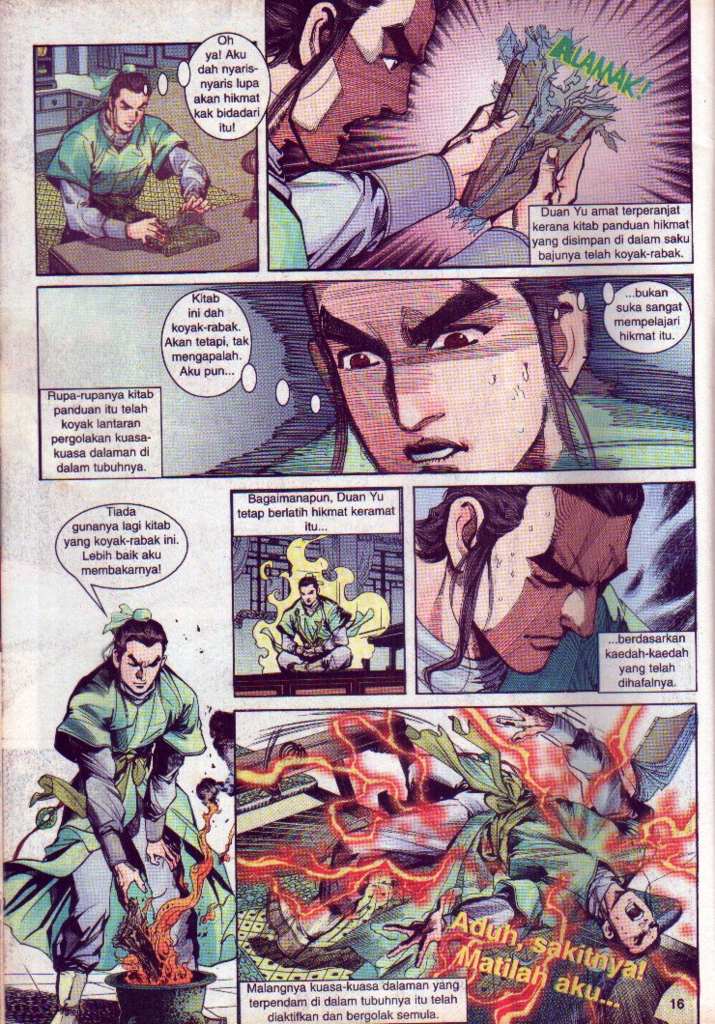 Oh
ya! Aku
dah nyaris-
nyaris lupa
akan hikmat
kak bidadari
itu!
ALAMAK!
Duan Yu amat terperanjat
kerana kitab panduan hikmat
yang disimpan di dalam saku
bajunya telah koyak-rabak.
Kitab
ini dah
koyak-rabak.
Akan tetapi, tak
mengapalah.
Aku pun...
...bukan
suka sangat
mempelajari
hikmat itu.
Rupa-rupanya kitab
panduan itu telah
koyak lantaran
pergolakan kuasa-
kuasa dalaman di
dalam tubuhnya.
Tiada
gunanya lagi kitab
yang koyak-rabak ini.
Lebih baik aku
membakarnya!
Bagaimanapun, Duan Yu
tetap berlatih hikmat keramat
itu...
...berdasarkan
kaedah-kaedah
yang telah
dihafalnya.
Aduh, sakitnya!
Matilah aku...
Malangnya kuasa-kuasa dalaman yang
terpendam di dalam tubuhnya itu telah
diaktifkan dan bergolak semula.
16